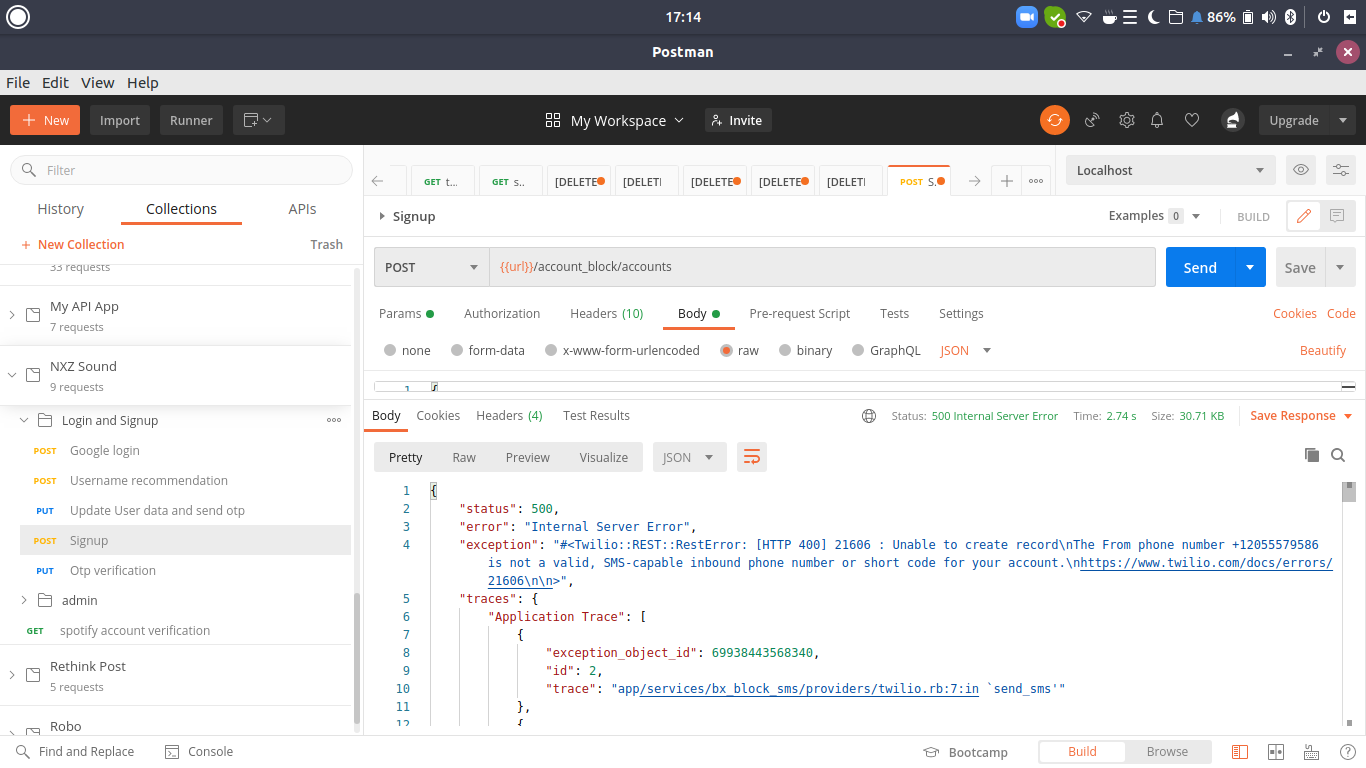 17:14
86%
Postman
File Edit View Help
New Import Runner My Workspace Invite Upgrade
Filter
History Collections APIs
+ New Collection Trash
33 requests
My API App
7 requests
NXZ Sound
9 requests
Login and Signup
POST Google login
POST Username recommendation
PUT Update User data and send otp
POST Signup
PUT Otp verification
admin
GET spotify account verification
Rethink Post
5 requests
Robo
GET t... GET s.. [DELETE [DELETE [DELETE [DELETE POST S. Localhost
Signup Examples 0 BUILD
POST {{url}}/account_block/accounts Send Save
Params Authorization Headers (10) Body Pre-request Script Tests Settings Cookies Code
none form-data x-www-form-urlencoded raw binary GraphQL JSON Beautify
1 {
Body Cookies Headers (4) Test Results Status: 500 Internal Server Error Time: 2.74 s Size: 30.71 KB Save Response
Pretty Raw Preview Visualize JSON
1 {
2 "status": 500,
3 "error": "Internal Server Error",
4 "exception": "#<Twilio::REST::RestError: [HTTP 400] 21606 : Unable to create record\nThe From phone number +12055579586
is not a valid, SMS-capable inbound phone number or short code for your account.\nhttps://www.twilio.com/docs/errors/
21606\n\n>",
5 "traces": {
6 "Application Trace": [
7 {
8 "exception_object_id": 69938443568340,
9 "id": 2,
10 "trace": "app/services/bx_block_sms/providers/twilio.rb:7:in `send_sms'"
11 },
12 {
Find and Replace Console Bootcamp Build Browse